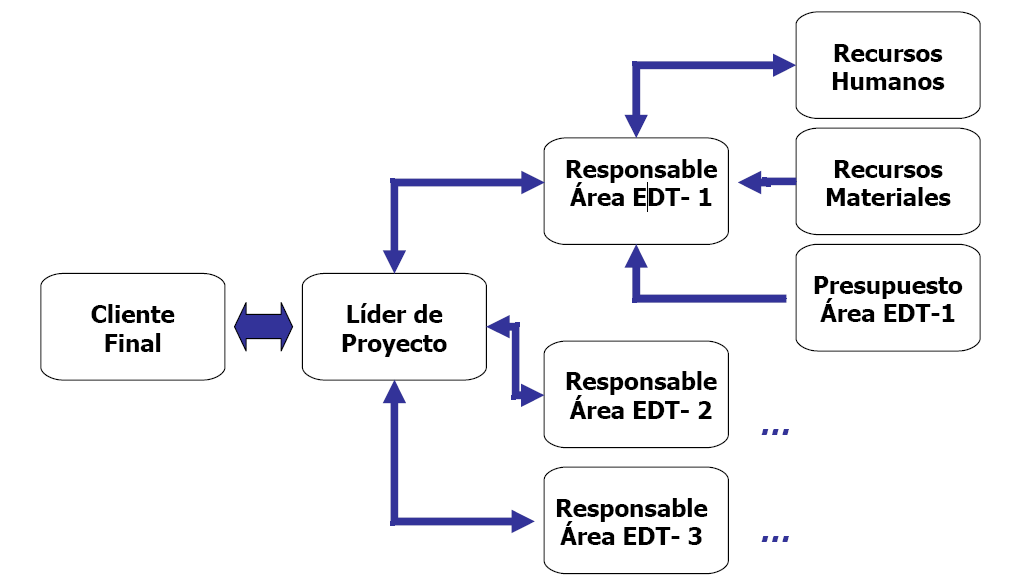 Recursos
Humanos
Responsable
Área EDT- 1
Recursos
Materiales
Presupuesto
Área EDT-1
Cliente
Final
Líder de
Proyecto
Responsable
Área EDT- 2
...
Responsable
Área EDT- 3
...